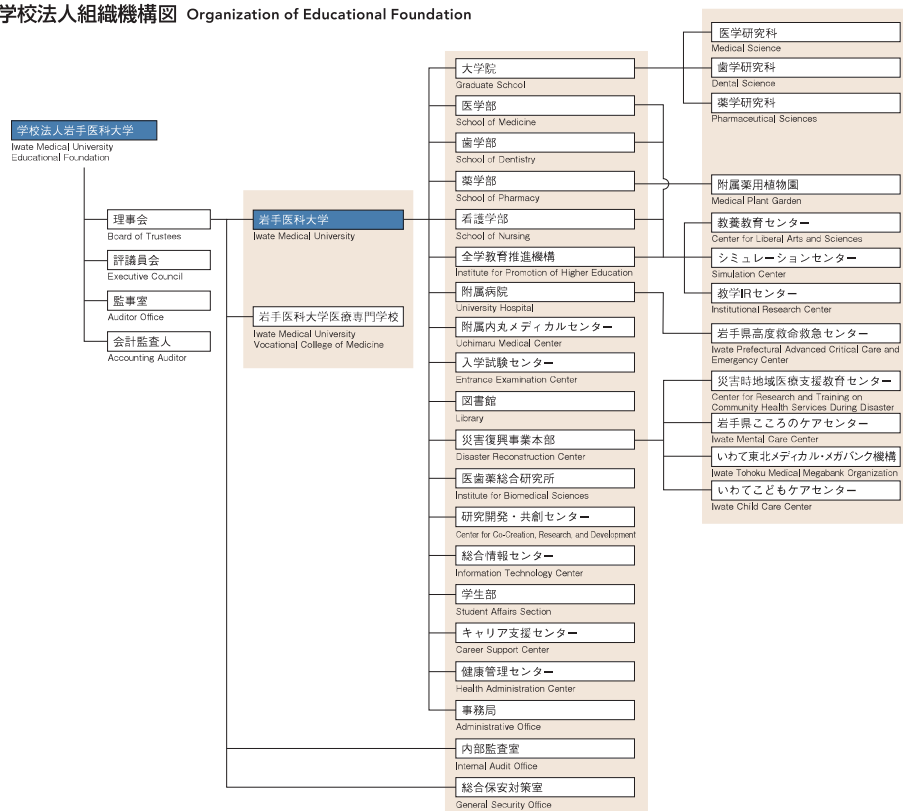 学校法人組織機構図 Organization of Educational Foundation
学校法人岩手医科大学
Iwate Medical University
Educational Foundation
理事会
Board of Trustees
評議員会
Executive Council
監事室
Auditor Office
会計監査人
Accounting Auditor
岩手医科大学
Iwate Medical University
岩手医科大学医療専門学校
Iwate Medical University
Vocational College of Medicine
大学院
Graduate School
医学部
School of Medicine
歯学部
School of Dentistry
薬学部
School of Pharmacy
看護学部
School of Nursing
全学教育推進機構
Institute for Promotion of Higher Education
附属病院
University Hospital
附属内丸メディカルセンター
Uchimaru Medical Center
入学試験センター
Entrance Examination Center
図書館
Library
災害復興事業本部
Disaster Reconstruction Center
医歯薬総合研究所
Institute for Biomedical Sciences
研究開発・共創センター
Center for Co-Creation, Research, and Development
総合情報センター
Information Technology Center
学生部
Student Affairs Section
キャリア支援センター
Career Support Center
健康管理センター
Health Administration Center
事務局
Administrative Office
内部監査室
Internal Audit Office
総合保安対策室
General Security Office
医学研究科
Medical Science
歯学研究科
Dental Science
薬学研究科
Pharmaceutical Sciences
附属薬用植物園
Medical Plant Garden
教養教育センター
Center for Liberal Arts and Sciences
シミュレーションセンター
Simulation Center
教学IRセンター
Institutional Research Center
岩手県高度救命救急センター
Iwate Prefectural Advanced Critical Care and
Emergency Center
災害時地域医療支援教育センター
Center for Research and Training on
Community Health Services During Disaster
岩手県こころのケアセンター
Iwate Mental Care Center
いわて東北メディカル・メガバンク機構
Iwate Tohoku Medical Megabank Organization
いわてこどもケアセンター
Iwate Child Care Center